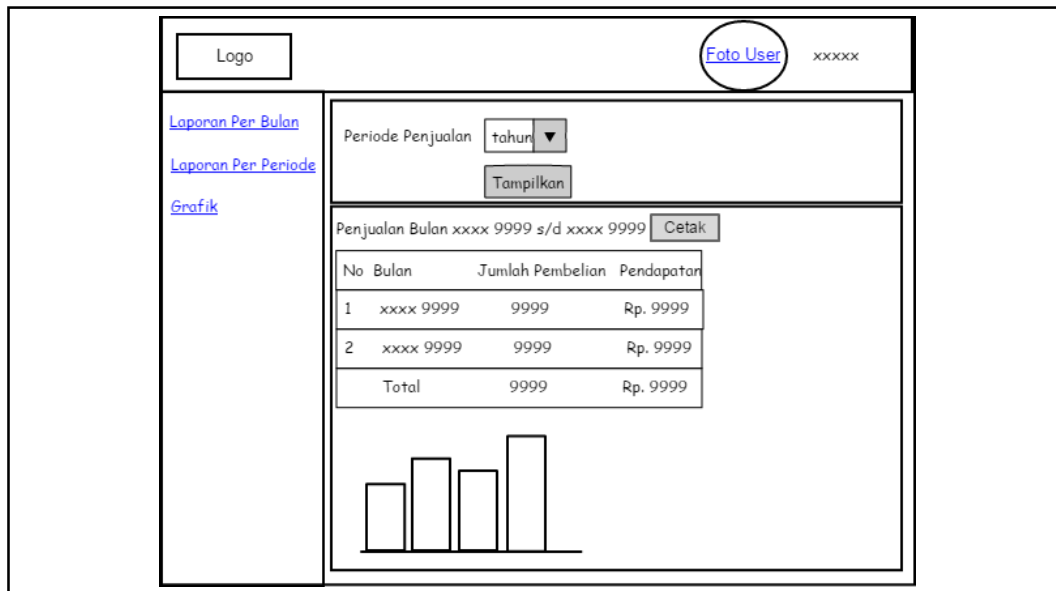 Logo
Foto User
xxxxx
Laporan Per Bulan
Laporan Per Periode
Grafik
Periode Penjualan tahun ▼
Tampilkan
Penjualan Bulan xxxx 9999 s/d xxxx 9999 Cetak
No Bulan Jumlah Pembelian Pendapatan
1 xxxx 9999 9999 Rp. 9999
2 xxxx 9999 9999 Rp. 9999
Total 9999 Rp. 9999